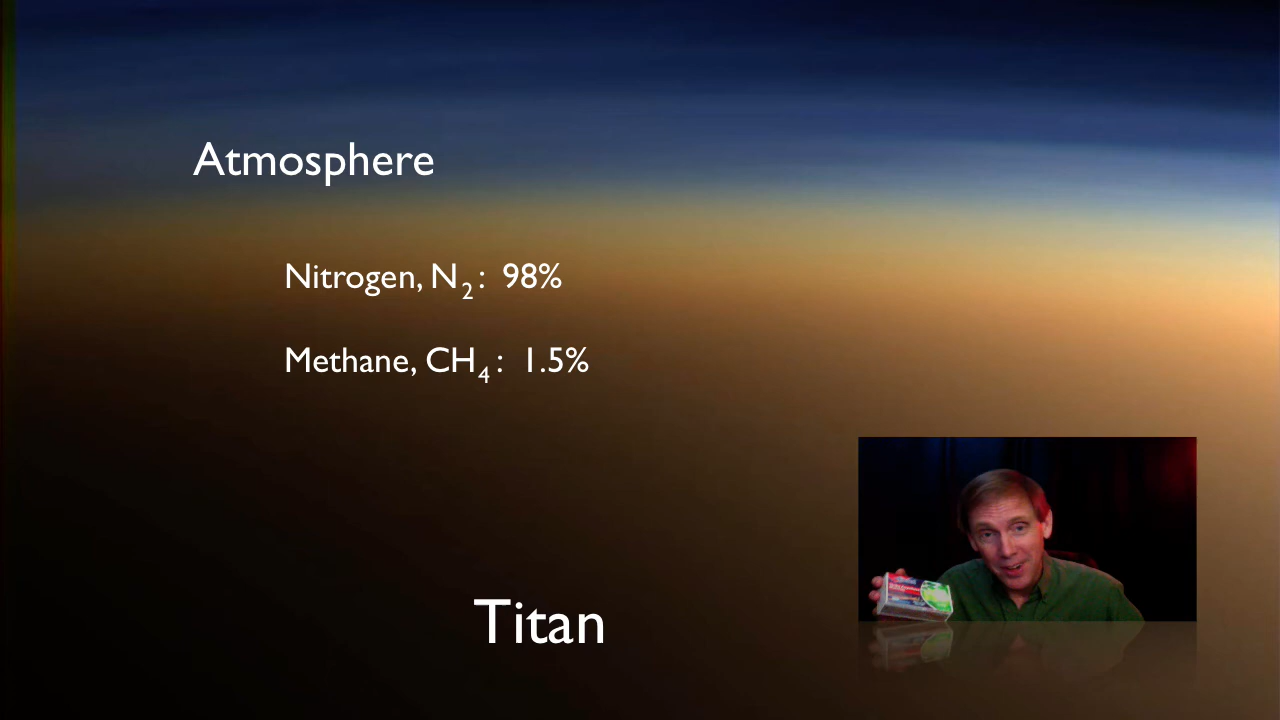 Atmosphere
Nitrogen, N₂: 98%
Methane, CH₄: 1.5%
Titan